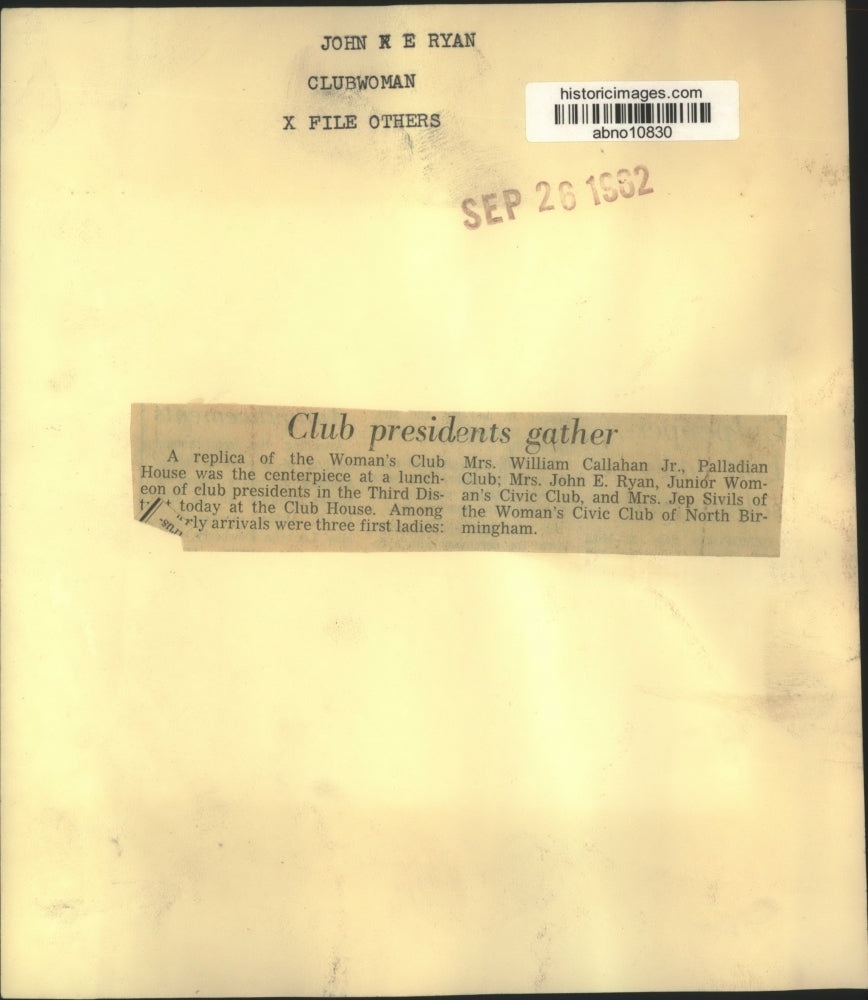 JOHN E RYAN
CLUBWOMAN
X FILE OTHERS
historicimages.com
abno10830
SEP 26 1962
Club presidents gather
A replica of the Woman's Club
House was the centerpiece at a lunch-
eon of club presidents in the Third Dis-
today at the Club House. Among
arrivals were three first ladies:
Mrs. William Callahan Jr., Palladian
Club; Mrs. John E. Ryan, Junior Wom-
an's Civic Club, and Mrs. Jep Sivils of
the Woman's Civic Club of North Bir-
mingham.